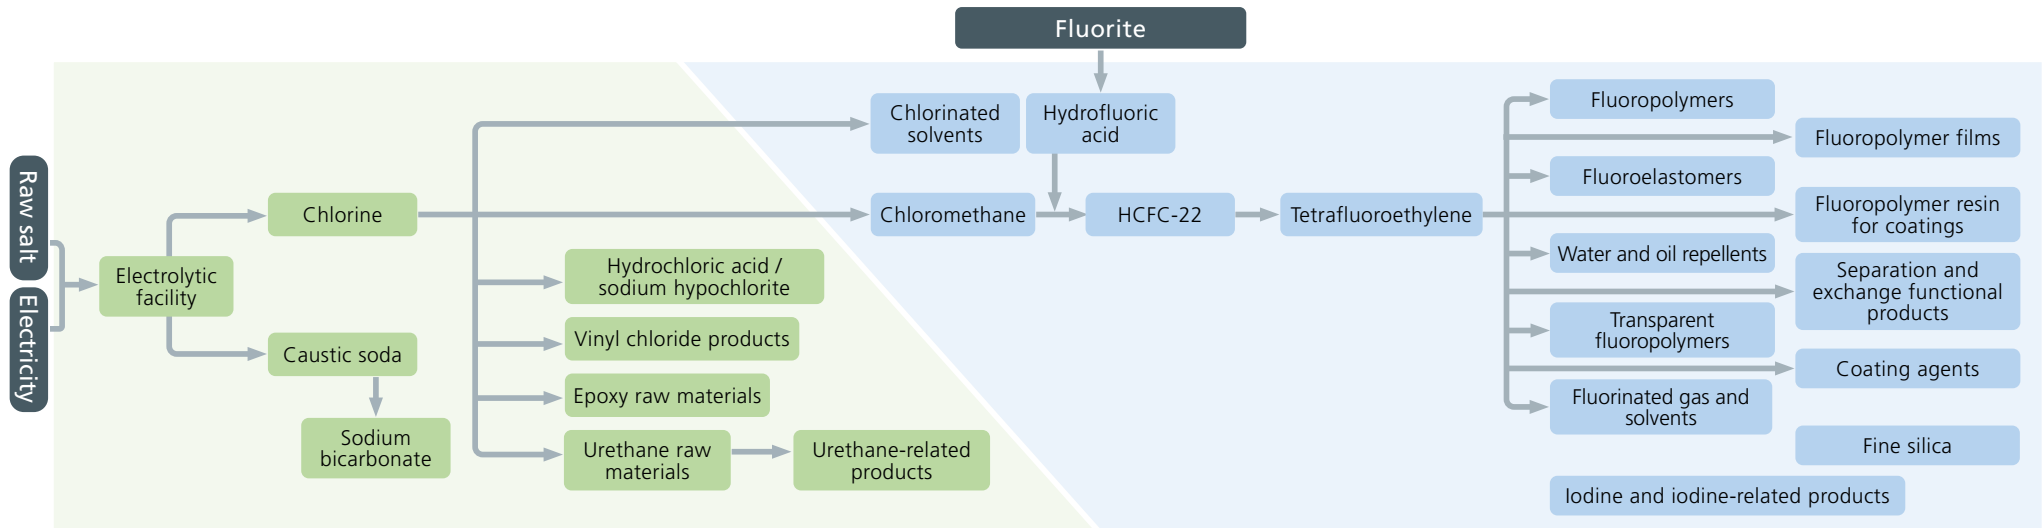 Fluorite
Raw salt
Electricity
Electrolytic
facility
Chlorine
Caustic soda
Sodium
bicarbonate
Hydrochloric acid /
sodium hypochlorite
Vinyl chloride products
Epoxy raw materials
Urethane raw
materials
Urethane-related
products
Chlorinated
solvents
Hydrofluoric
acid
Chloromethane
HCFC-22
Tetrafluoroethylene
Fluoropolymers
Fluoropolymer films
Fluoroelastomers
Fluoropolymer resin
for coatings
Water and oil repellents
Separation and
exchange functional
products
Transparent
fluoropolymers
Coating agents
Fluorinated gas and
solvents
Fine silica
Iodine and iodine-related products